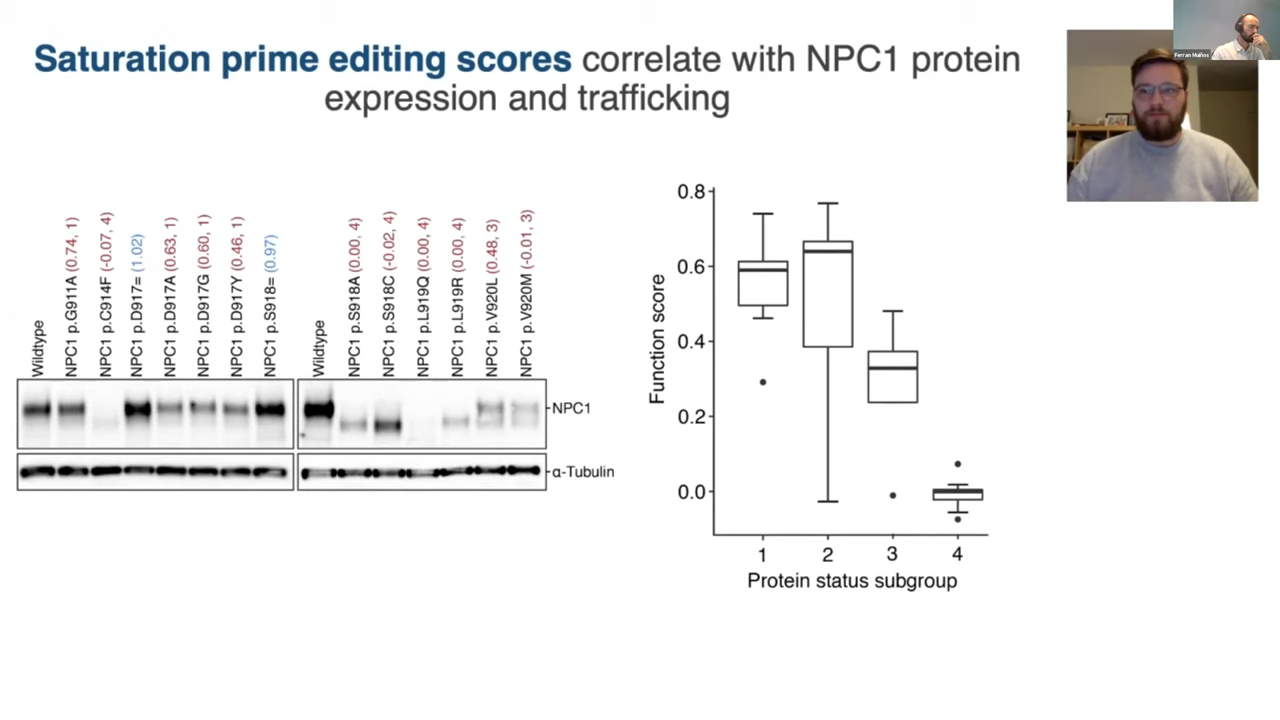 Saturation prime editing scores correlate with NPC1 protein
expression and trafficking
Ferran Muiños
Wildtype
NPC1 p.G911A (0.74, 1)
NPC1 p.C914F (-0.07, 4)
NPC1 p.D917= (1.02)
NPC1 p.D917A (0.63, 1)
NPC1 p.D917G (0.60, 1)
NPC1 p.D917Y (0.46, 1)
NPC1 p.S918= (0.97)
Wildtype
NPC1 p.S918A (0.00, 4)
NPC1 p.S918C (-0.02, 4)
NPC1 p.L919Q (0.00, 4)
NPC1 p.L919R (0.00, 4)
NPC1 p.V920L (0.48, 3)
NPC1 p.V920M (-0.01, 3)
NPC1
α-Tubulin
Function score
0.8
0.6
0.4
0.2
0.0
1 2 3 4
Protein status subgroup